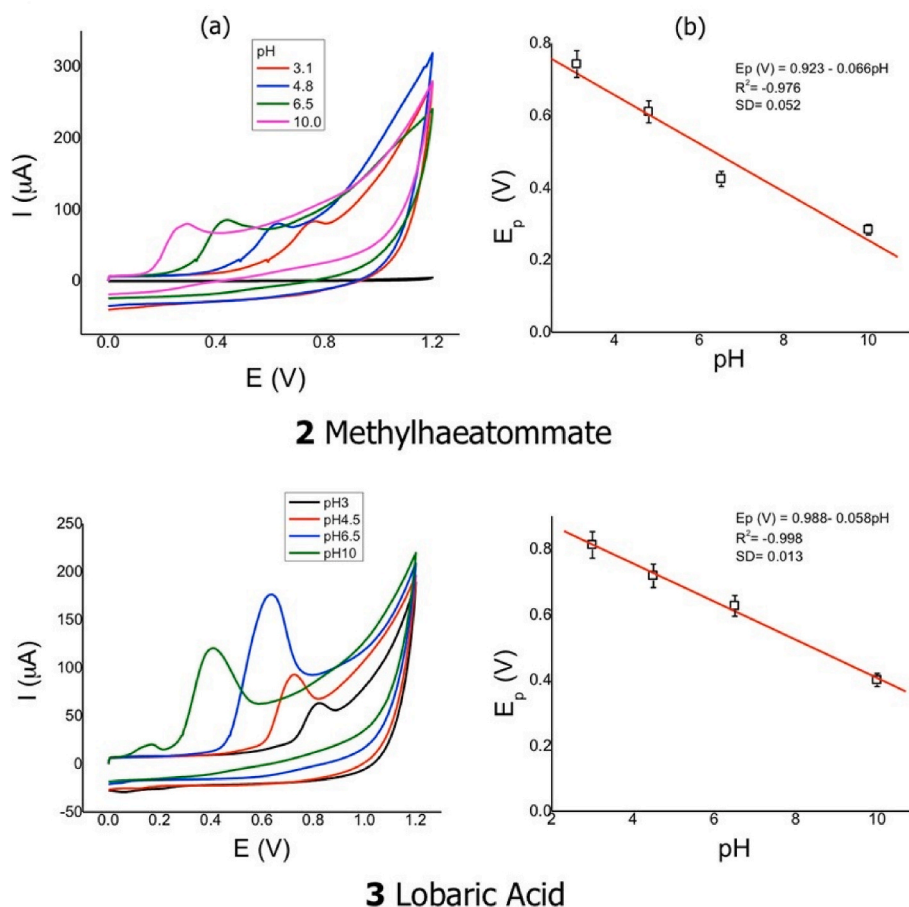 (a)
pH
3.1
4.8
6.5
10.0
300
200
100
0
I (μA)
0.0 0.4 0.8 1.2
E (V)
(b)
Ep (V) = 0.923 - 0.066pH
R²= -0.976
SD= 0.052
0.8
0.6
0.4
0.2
0.0
Eₚ (V)
4 6 8 10
pH
2 Methylhaeatommate
pH3
pH4.5
pH6.5
pH10
250
200
150
100
50
0
-50
I (μA)
0.0 0.2 0.4 0.6 0.8 1.0 1.2
E (V)
Ep (V) = 0.988- 0.058pH
R²= -0.998
SD= 0.013
0.8
0.6
0.4
0.2
0.0
Eₚ (V)
2 4 6 8 10
pH
3 Lobaric Acid